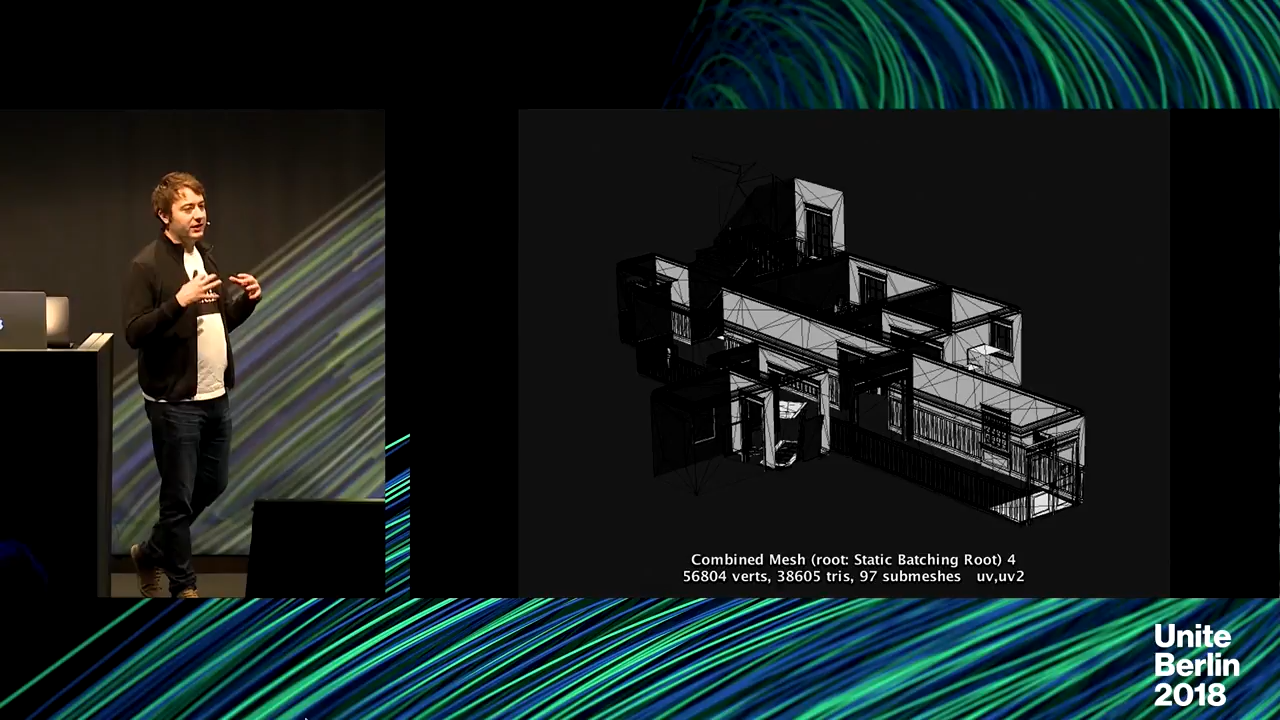 Combined Mesh (root: Static Batching Root) 4
56804 verts, 38605 tris, 97 submeshes uv,uv2
Unite
Berlin
2018